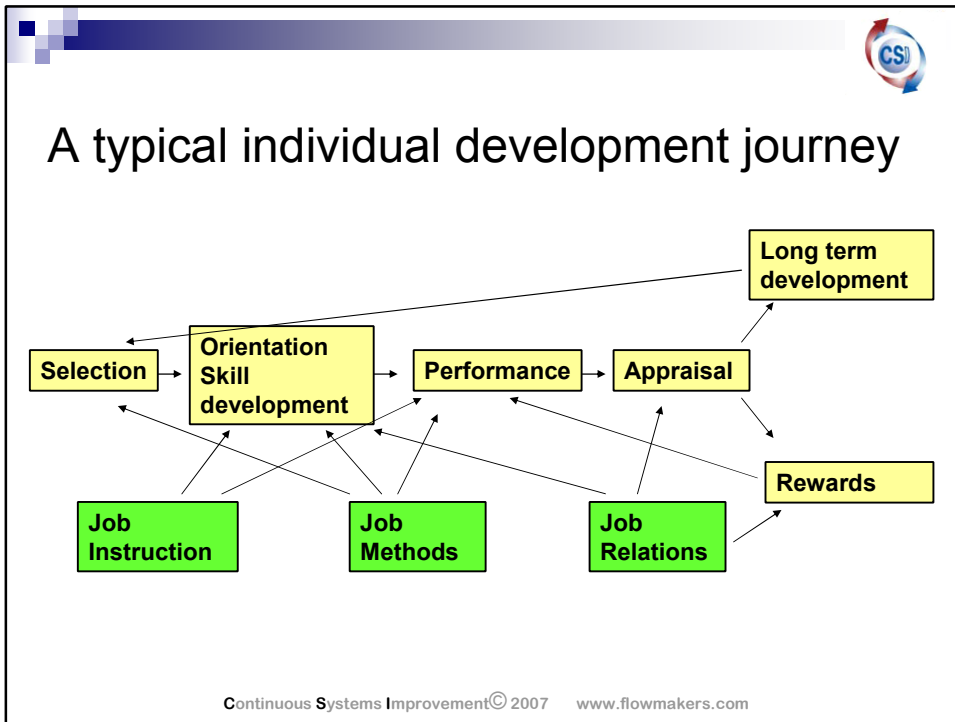 CSI
A typical individual development journey
Long term
development
Orientation
Skill
development
Selection
Performance
Appraisal
Rewards
Job
Instruction
Job
Methods
Job
Relations
Continuous Systems Improvement© 2007 www.flowmakers.com